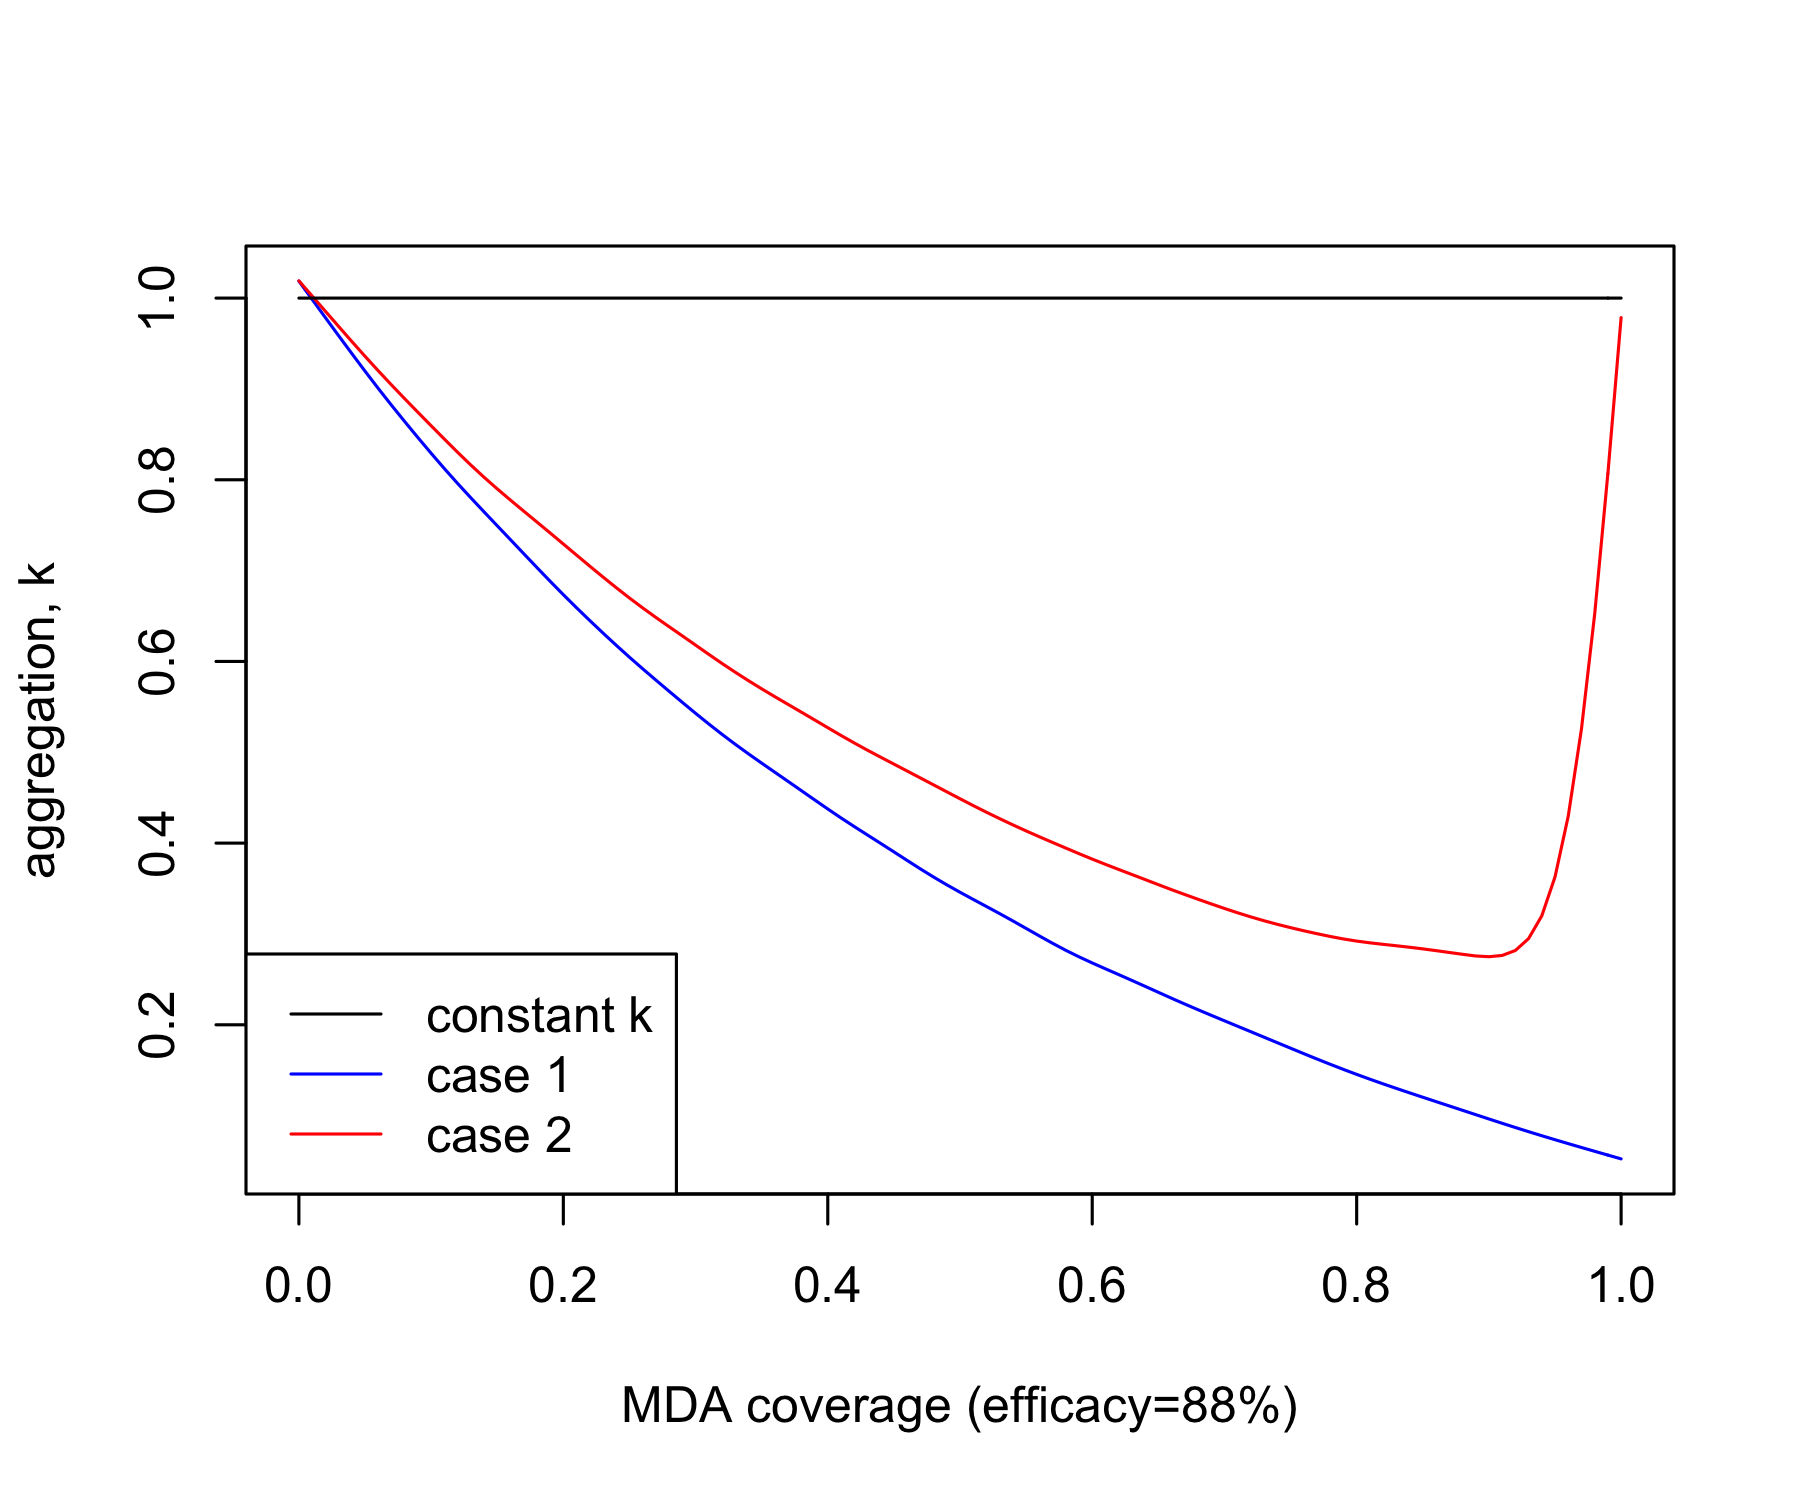 aggregation, k
1.0
0.8
0.6
0.4
0.2
constant k
case 1
case 2
0.0 0.2 0.4 0.6 0.8 1.0
MDA coverage (efficacy=88%)